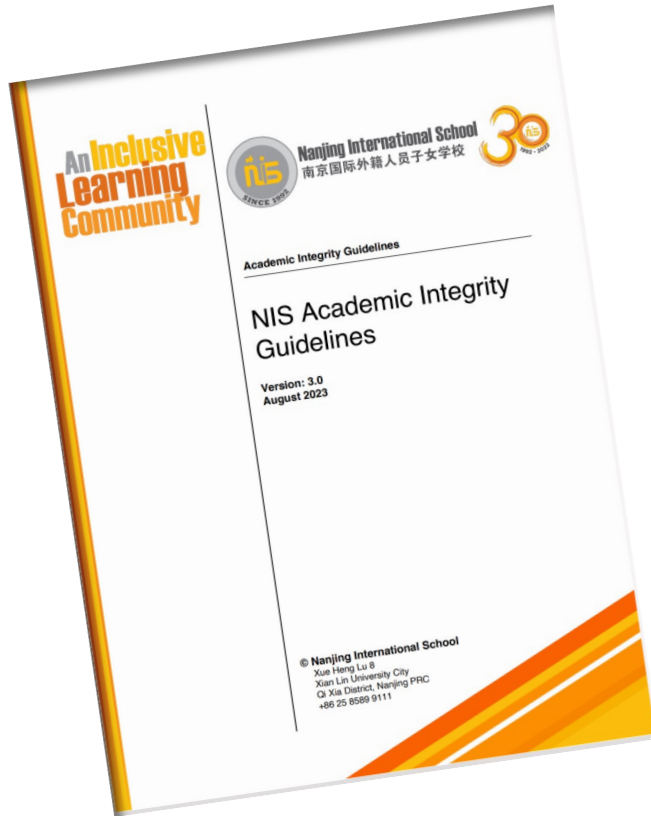 An Inclusive
Learning
Community
nis
SINCE 1992
Nanjing International School
南京国际外籍人员子女学校
30
nis
1992 - 2022
Academic Integrity Guidelines
NIS Academic Integrity
Guidelines
Version: 3.0
August 2023
© Nanjing International School
Xue Heng Lu 8
Xian Lin University City
Qi Xia District, Nanjing PRC
+86 25 8589 9111